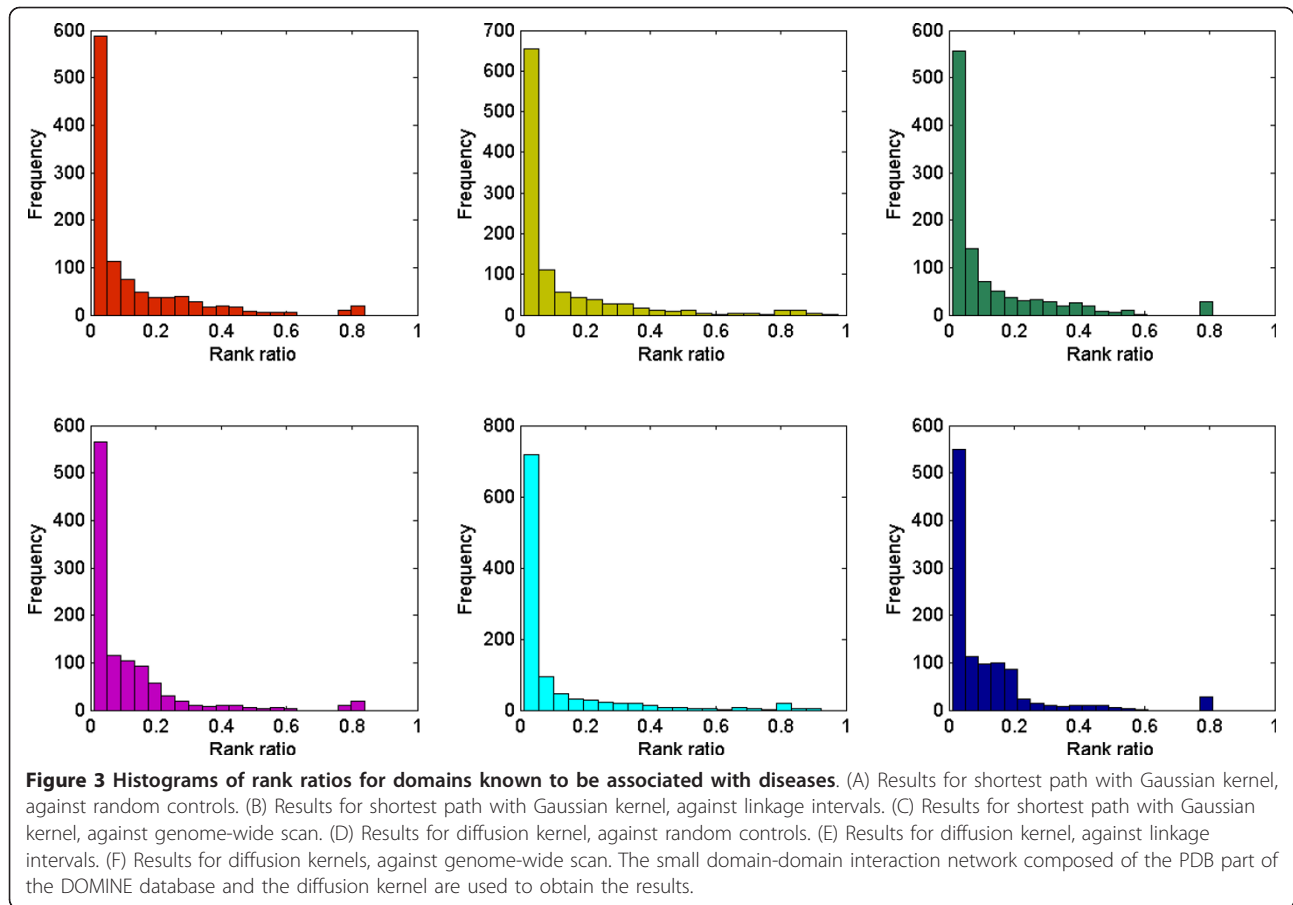 600
500
400
300
200
100
0
Frequency
0 0.2 0.4 0.6 0.8 1
Rank ratio
700
600
500
400
300
200
100
0
Frequency
0 0.2 0.4 0.6 0.8 1
Rank ratio
600
500
400
300
200
100
0
Frequency
0 0.2 0.4 0.6 0.8 1
Rank ratio
600
500
400
300
200
100
0
Frequency
0 0.2 0.4 0.6 0.8 1
Rank ratio
800
600
400
200
0
Frequency
0 0.2 0.4 0.6 0.8 1
Rank ratio
600
500
400
300
200
100
0
Frequency
0 0.2 0.4 0.6 0.8 1
Rank ratio
Figure 3 Histograms of rank ratios for domains known to be associated with diseases. (A) Results for shortest path with Gaussian kernel,
against random controls. (B) Results for shortest path with Gaussian kernel, against linkage intervals. (C) Results for shortest path with Gaussian
kernel, against genome-wide scan. (D) Results for diffusion kernel, against random controls. (E) Results for diffusion kernel, against linkage
intervals. (F) Results for diffusion kernels, against genome-wide scan. The small domain-domain interaction network composed of the PDB part of
the DOMINE database and the diffusion kernel are used to obtain the results.